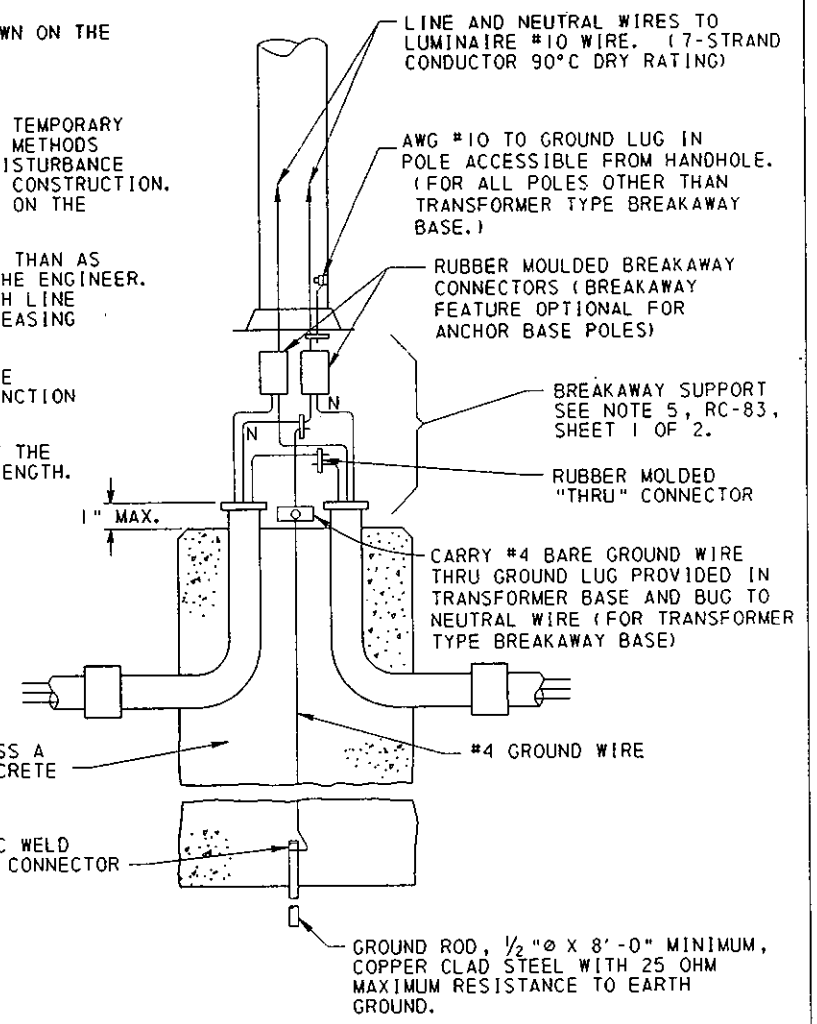 WN ON THE
TEMPORARY
METHODS
ISTURBANCE
CONSTRUCTION.
ON THE
THAN AS
HE ENGINEER.
H LINE
EASING
E
NCTION
THE
ENGTH.
1" MAX.
SS A
CRETE
C WELD
CONNECTOR
LINE AND NEUTRAL WIRES TO
LUMINAIRE #10 WIRE. (7-STRAND
CONDUCTOR 90°C DRY RATING)
AWG #10 TO GROUND LUG IN
POLE ACCESSIBLE FROM HANDHOLE.
(FOR ALL POLES OTHER THAN
TRANSFORMER TYPE BREAKAWAY
BASE.)
RUBBER MOULDED BREAKAWAY
CONNECTORS (BREAKAWAY
FEATURE OPTIONAL FOR
ANCHOR BASE POLES)
N
N
BREAKAWAY SUPPORT
SEE NOTE 5, RC-83,
SHEET 1 OF 2.
RUBBER MOLDED
"THRU" CONNECTOR
CARRY #4 BARE GROUND WIRE
THRU GROUND LUG PROVIDED IN
TRANSFORMER BASE AND BUG TO
NEUTRAL WIRE (FOR TRANSFORMER
TYPE BREAKAWAY BASE)
#4 GROUND WIRE
GROUND ROD, 1/2"Ø X 8'-0" MINIMUM,
COPPER CLAD STEEL WITH 25 OHM
MAXIMUM RESISTANCE TO EARTH
GROUND.